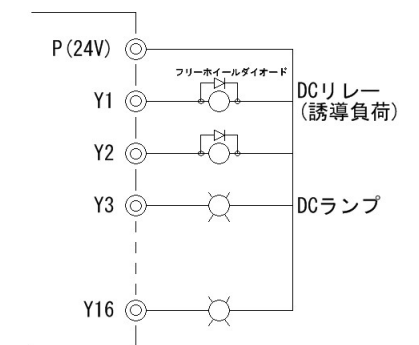 P(24V)
フリーホイールダイオード
Y1
DCリレー
(誘導負荷)
Y2
Y3
DCランプ
Y16